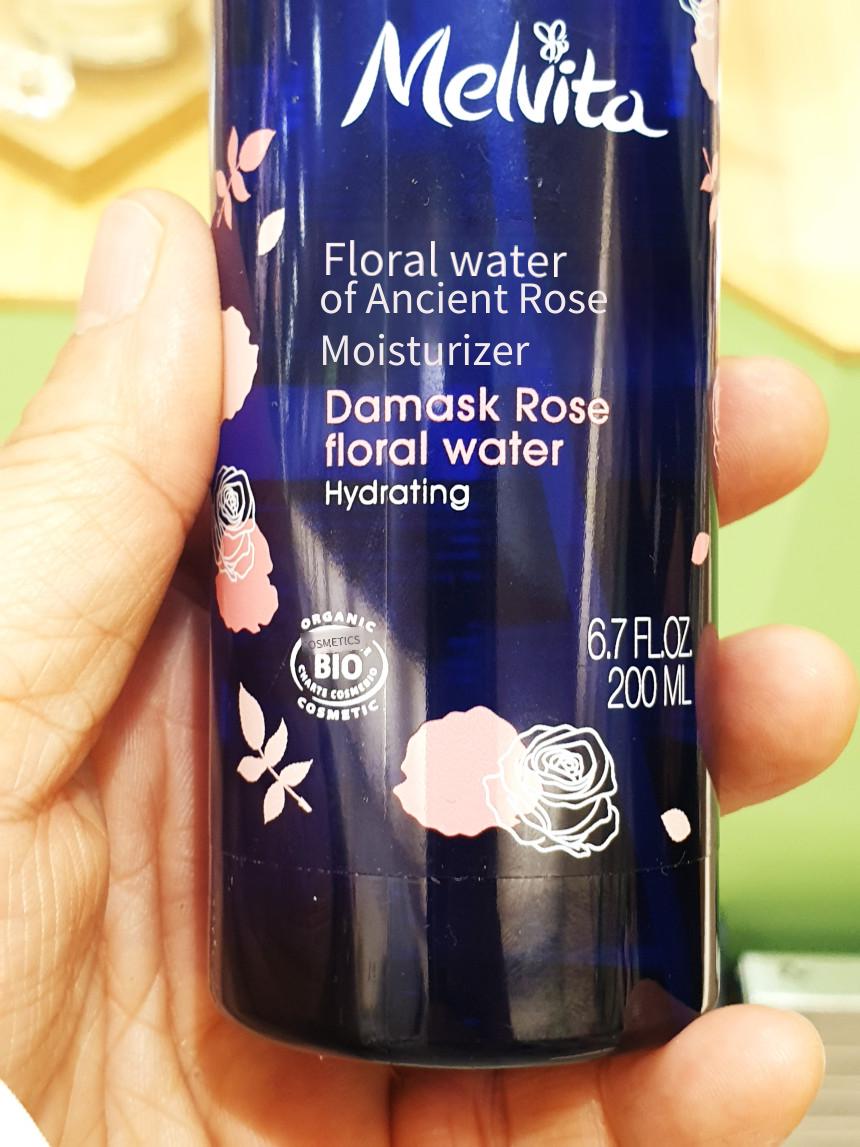 Melvita
Floral water
of Ancient Rose
Moisturizer
Damask Rose
floral water
Hydrating
ORGANIC
OSMETICS
BIO
CHARTE COSMEBIO
COSMETIC
6.7 FL.OZ
200 ML